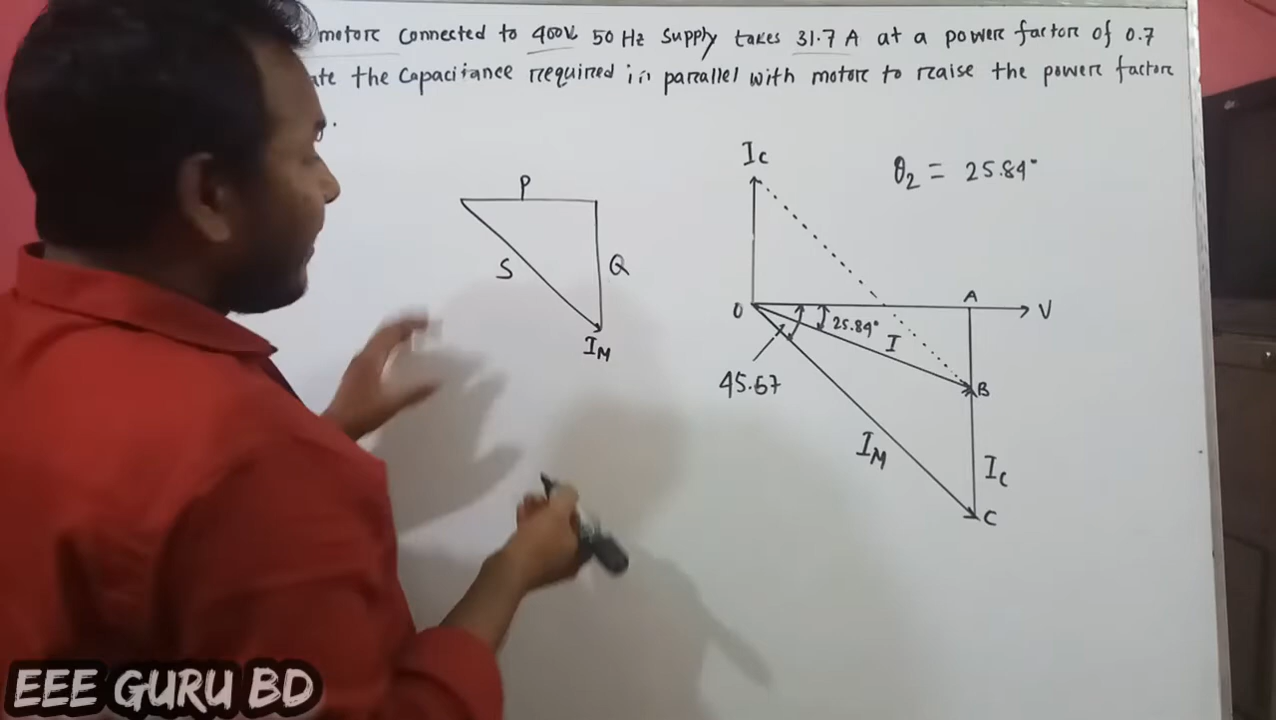 motor connected to 400V 50 Hz supply takes 31.7 A at a power factor of 0.7
ate the capacitance required in parallel with motor to raise the power factor
.
Ic
θ2 = 25.84°
P
S
Q
IM
O
A
V
25.84°
I
B
45.57
IM
Ic
C
EEE GURU BD